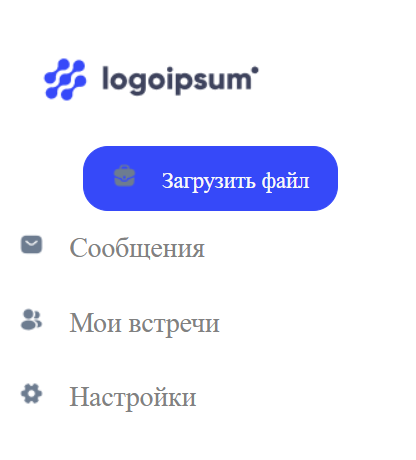 logoipsum
Загрузить файл
Сообщения
Мои встречи
Настройки